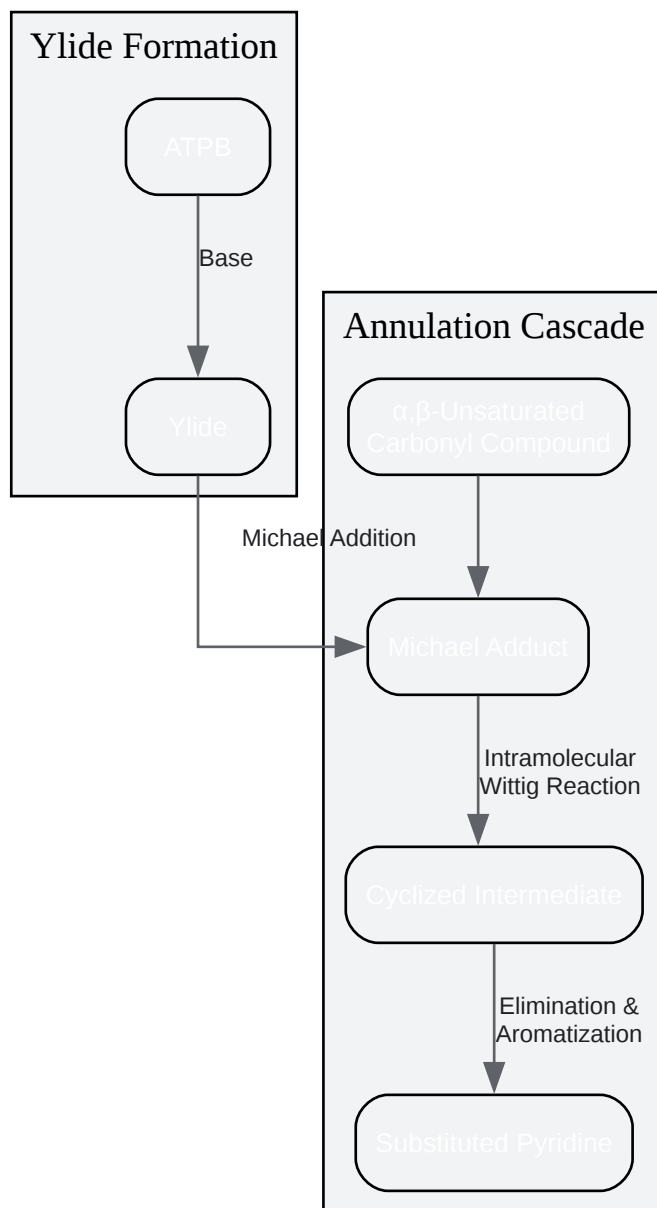 Ylide Formation
ATPB
Base
Ylide
Annulation Cascade
α,β-Unsaturated
Carbonyl Compound
Michael Addition
Michael Adduct
Intramolecular
Wittig Reaction
Cyclized Intermediate
Elimination &
Aromatization
Substituted Pyridine